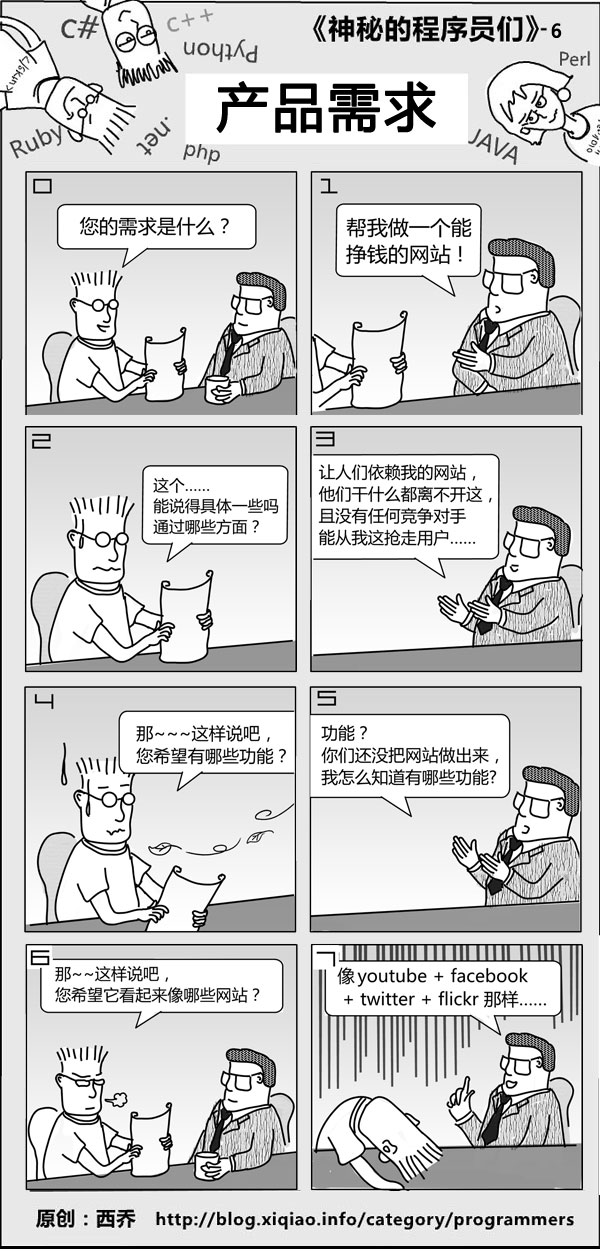 《神秘的程序员们》-6
C#
C++
Python
Perl
产品需求
Ruby
.net
php
JAVA
0
您的需求是什么？
1
帮我做一个能
挣钱的网站！
2
这个……
能说得具体一些吗
通过哪些方面？
3
让人们依赖我的网站，
他们干什么都离不开这，
且没有任何竞争对手
能从我这抢走用户……
4
那~~~这样说吧，
您希望有哪些功能？
5
功能？
你们还没把网站做出来，
我怎么知道有哪些功能?
6
那~~这样说吧，
您希望它看起来像哪些网站？
7
像youtube + facebook
+ twitter + flickr 那样……
原创：西乔 http://blog.xiqiao.info/category/programmers